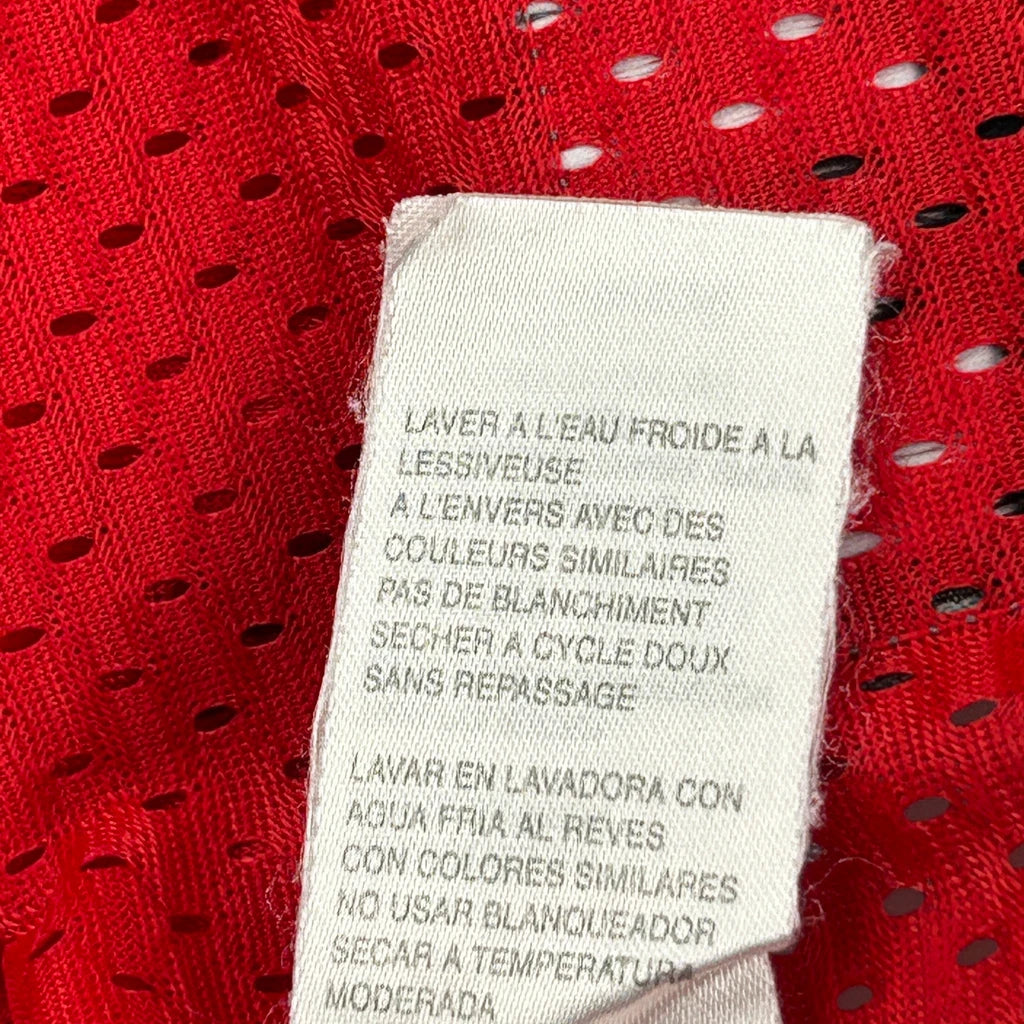 LAVER A L'EAU FROIDE A LA
LESSIVEUSE
A L'ENVERS AVEC DES
COULEURS SIMILAIRES
PAS DE BLANCHIMENT
SECHER A CYCLE DOUX
SANS REPASSAGE
LAVAR EN LAVADORA CON
AGUA FRIA AL REVES
CON COLORES SIMILARES
NO USAR BLANQUEADOR
SECAR A TEMPERATURA
MODERADA